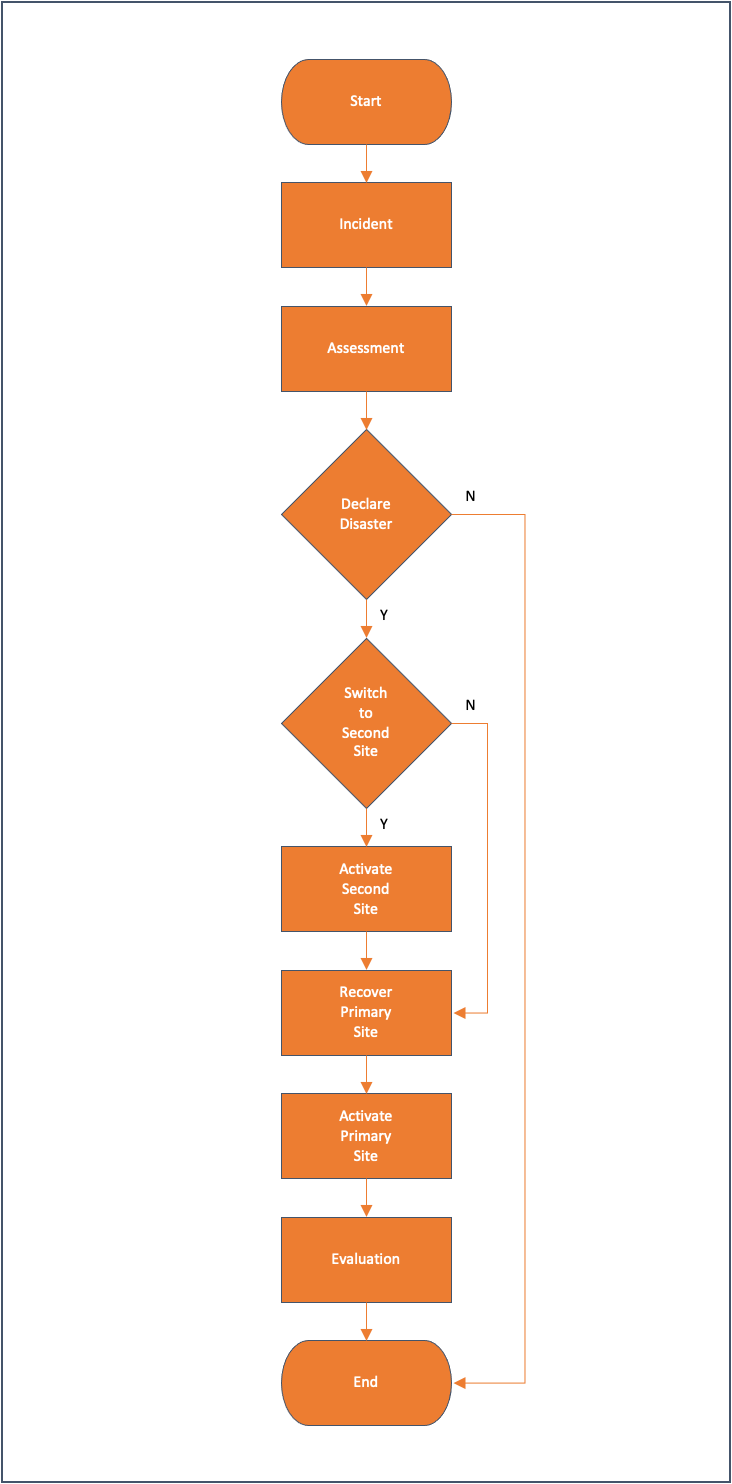 Start
Incident
Assessment
Declare
Disaster
N
Y
Switch
to
Second
Site
N
Y
Activate
Second
Site
Recover
Primary
Site
Activate
Primary
Site
Evaluation
End